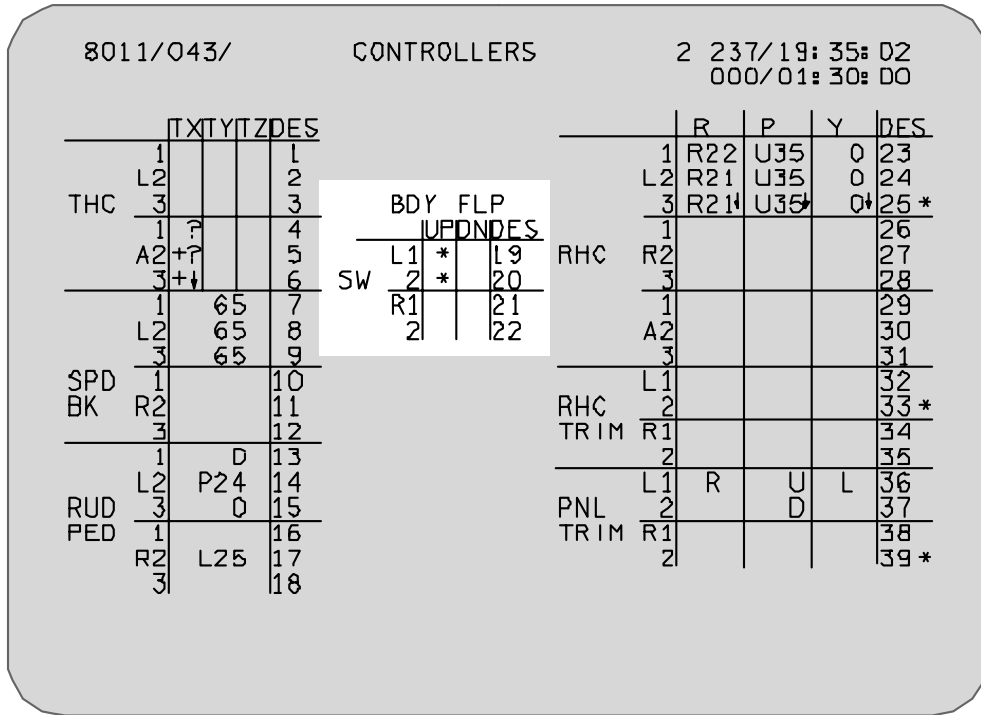 8011/043/ CONTROLLERS 2 237/19:35:02
000/01:30:00
TX TY TZ DES
1 1
L2 2
THC 3 3
1 ? 4
A2 +? 5
3 +↓ 6
1 65 7
L2 65 8
3 65 9
SPD 1 10
BK R2 11
3 12
1 0 13
L2 P24 14
RUD 3 0 15
PED 1 16
R2 L25 17
3 18
BDY FLP
UP DN DES
L1 * 19
SW 2 * 20
R1 21
2 22
R P Y DES
1 R22 U35 0 23
L2 R21 U35 0 24
3 R21↓ U35↓ 0↓ 25 *
1 26
RHC R2 27
3 28
1 29
A2 30
3 31
L1 32
RHC 2 33 *
TRIM R1 34
2 35
L1 R U L 36
PNL 2 D 37
TRIM R1 38
2 39 *